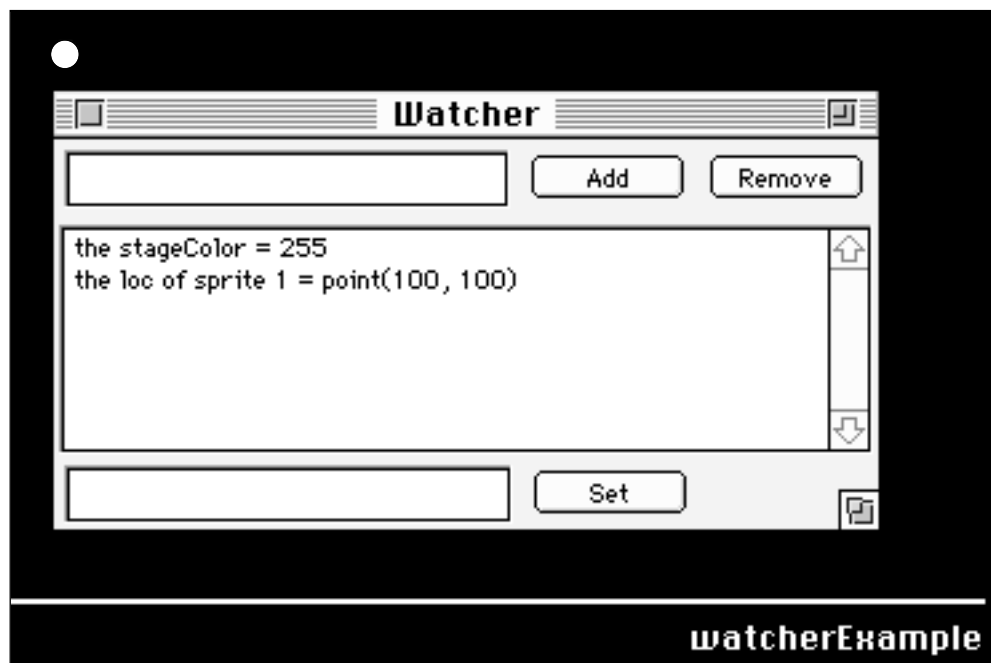 Watcher
Add
Remove
the stageColor = 255
the loc of sprite 1 = point(100, 100)
Set
watcherExample